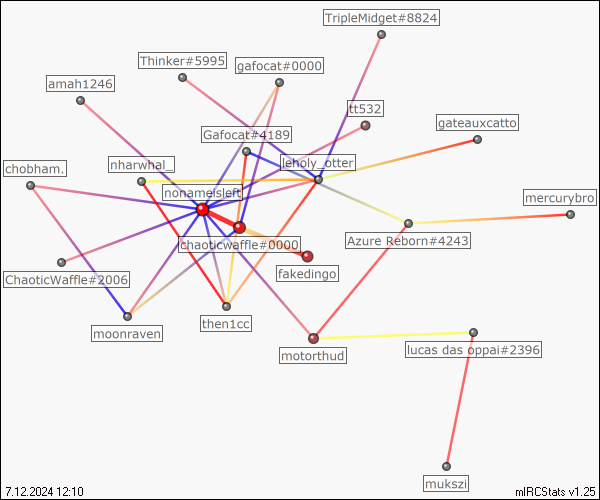 TripleMidget#8824
Thinker#5995
gafocat#0000
amah1246
tt532
gateauxcatto
Gafocat#4189
leholy_otter
nharwhal_
chobham.
nonameisleft
mercurybro
Azure Reborn#4243
chaoticwaffle#0000
fakedingo
ChaoticWaffle#2006
then1cc
moonraven
motorthud
lucas das oppai#2396
mukszi
7.12.2024 12:10
mIRCStats v1.25